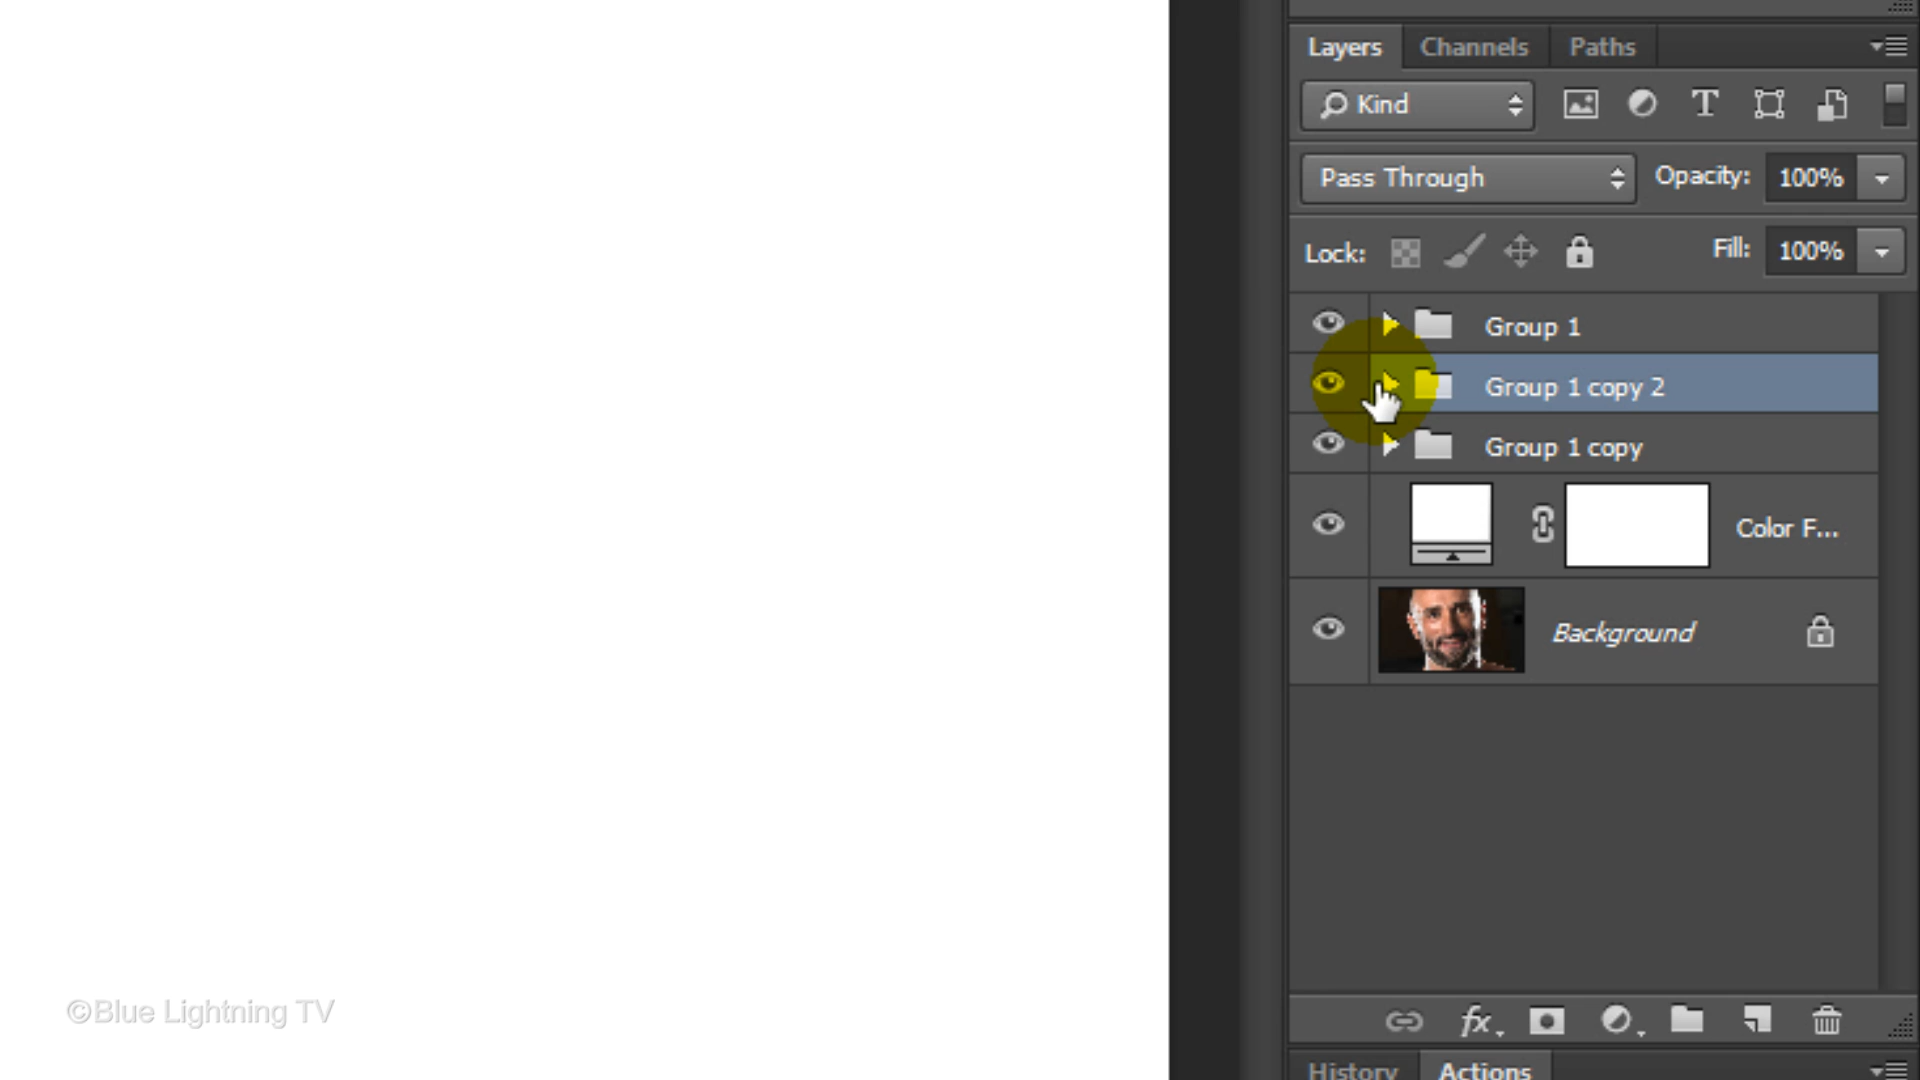 Layers Channels Paths
Kind
Pass Through Opacity: 100%
Lock: Fill: 100%
Group 1
Group 1 copy 2
Group 1 copy
Color F...
Background
fx
History Actions
©Blue Lightning TV